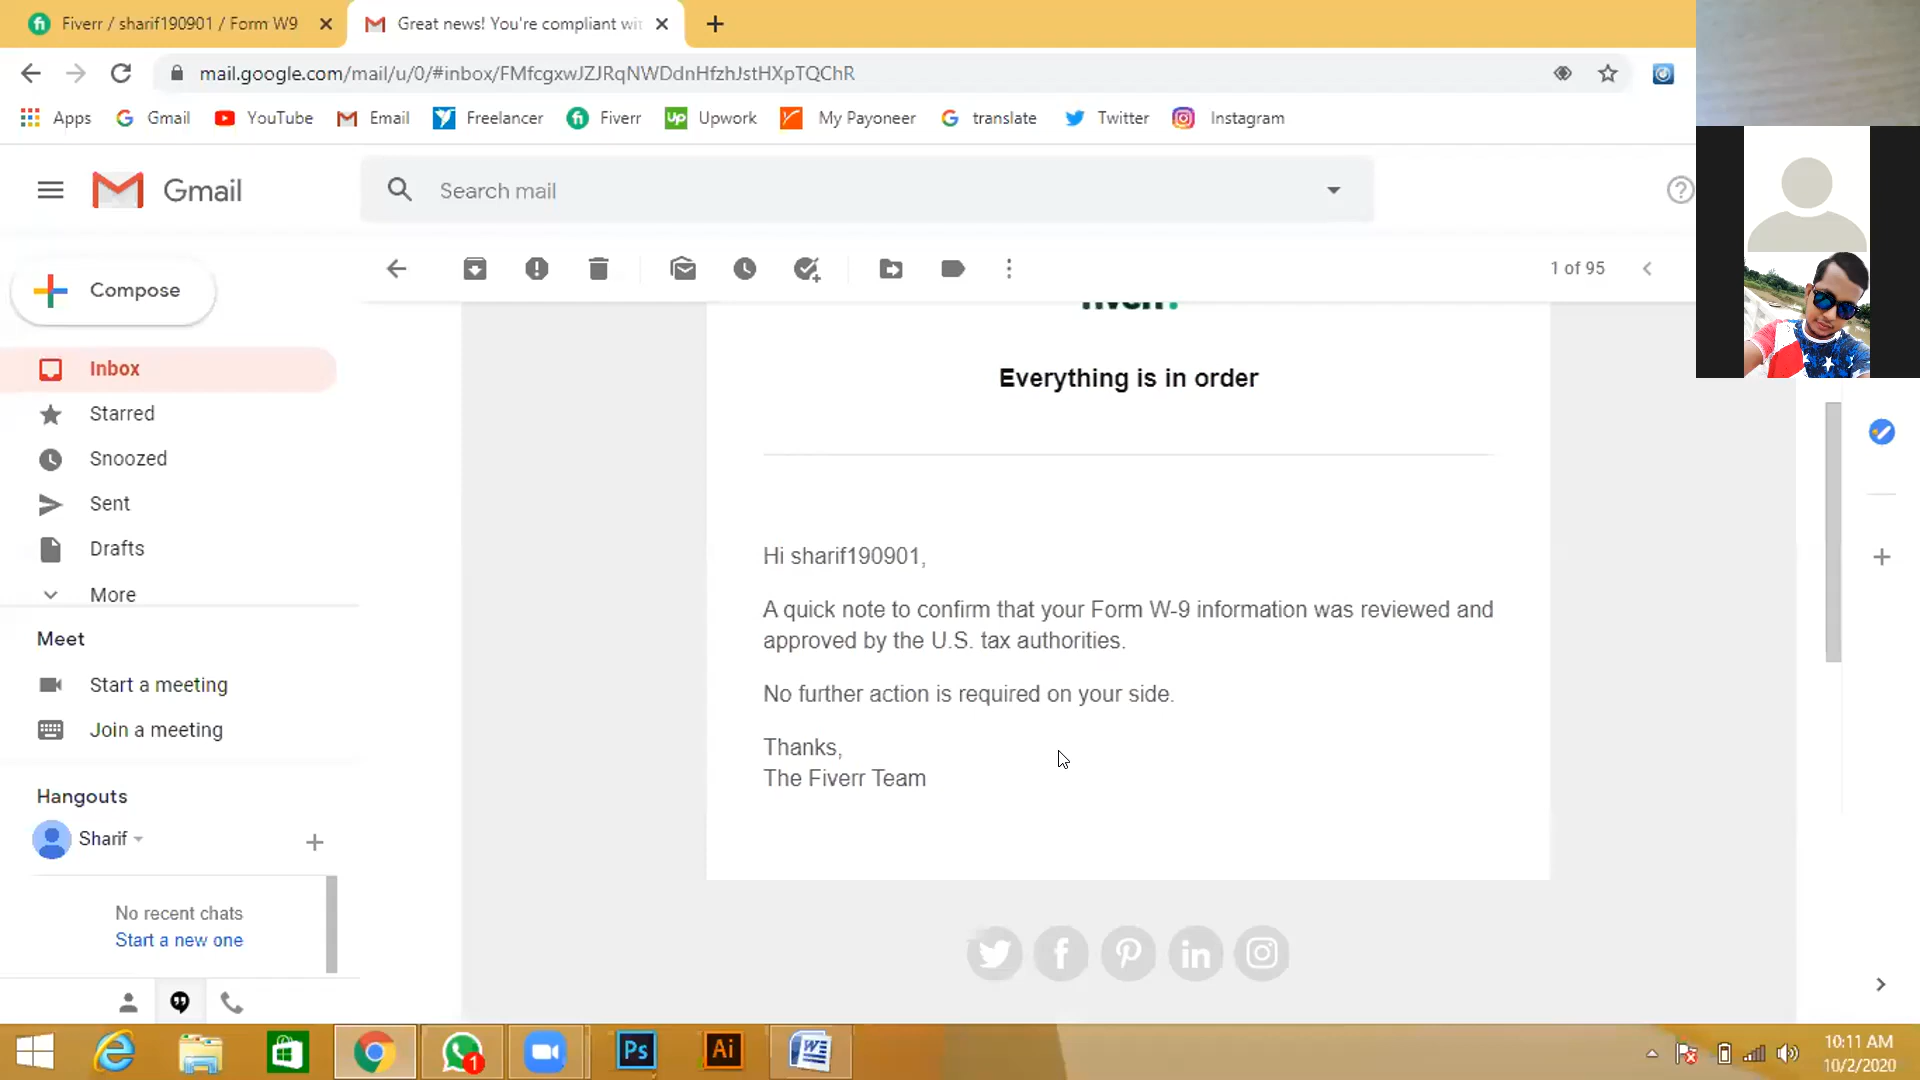 Fiverr / sharif190901 / Form W9
Great news! You're compliant wit
mail.google.com/mail/u/0/#inbox/FMfcgxwJZJRqNWDdnHfzhJstHXpTQChR
Apps Gmail YouTube Email Freelancer Fiverr Upwork My Payoneer translate Twitter Instagram
Gmail
Search mail
Compose
1 of 95
Inbox
Starred
Snoozed
Sent
Drafts
More
Meet
Start a meeting
Join a meeting
Hangouts
Sharif
No recent chats
Start a new one
fiverr.
Everything is in order
Hi sharif190901,
A quick note to confirm that your Form W-9 information was reviewed and
approved by the U.S. tax authorities.
No further action is required on your side.
Thanks,
The Fiverr Team
1
Ps
Ai
10:11 AM
10/2/2020